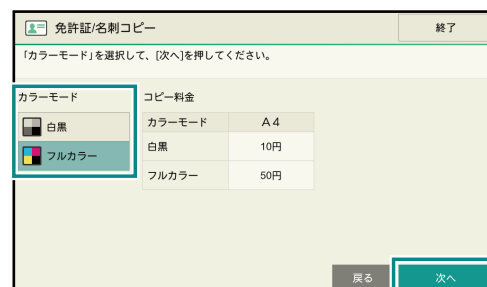 免許証/名刺コピー
終了
「カラーモード」を選択して、[次へ]を押してください。
カラーモード
コピー料金
カラーモード A4
白黒
白黒 10円
フルカラー
フルカラー 50円
戻る
次へ